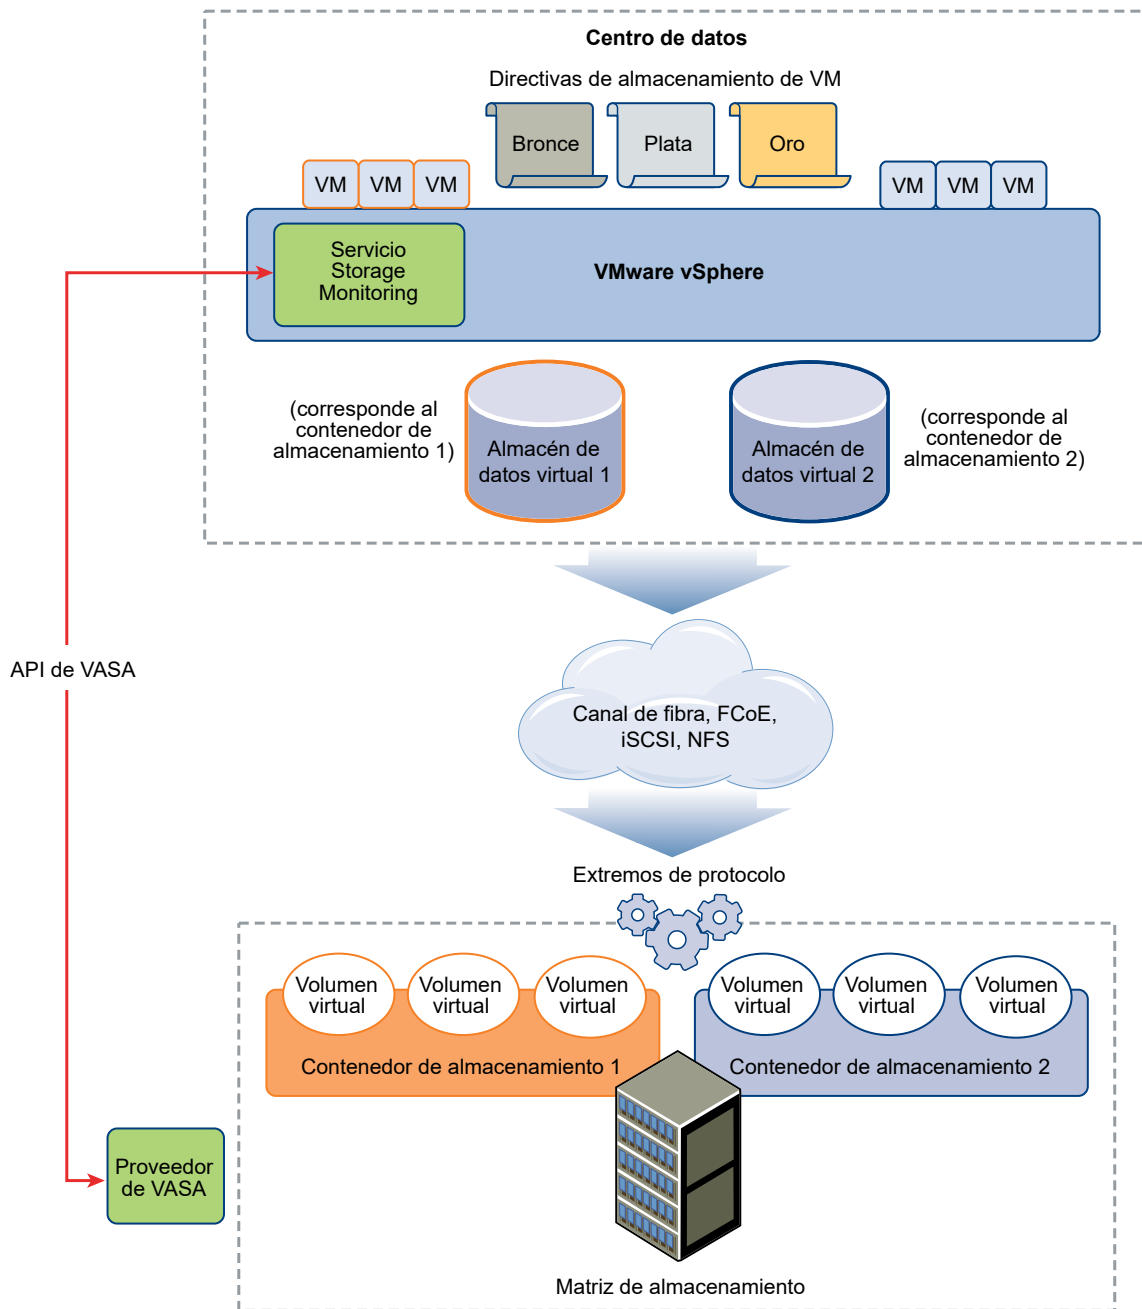 Centro de datos
Directivas de almacenamiento de VM
Bronce
Plata
Oro
VM
VM
VM
VM
VM
VM
Servicio
Storage
Monitoring
VMware vSphere
(corresponde al
contenedor de
almacenamiento 1)
Almacén de
datos virtual 1
Almacén de
datos virtual 2
(corresponde al
contenedor de
almacenamiento 2)
API de VASA
Canal de fibra, FCoE,
iSCSI, NFS
Extremos de protocolo
Volumen
virtual
Volumen
virtual
Volumen
virtual
Volumen
virtual
Volumen
virtual
Volumen
virtual
Contenedor de almacenamiento 1
Contenedor de almacenamiento 2
Proveedor
de VASA
Matriz de almacenamiento